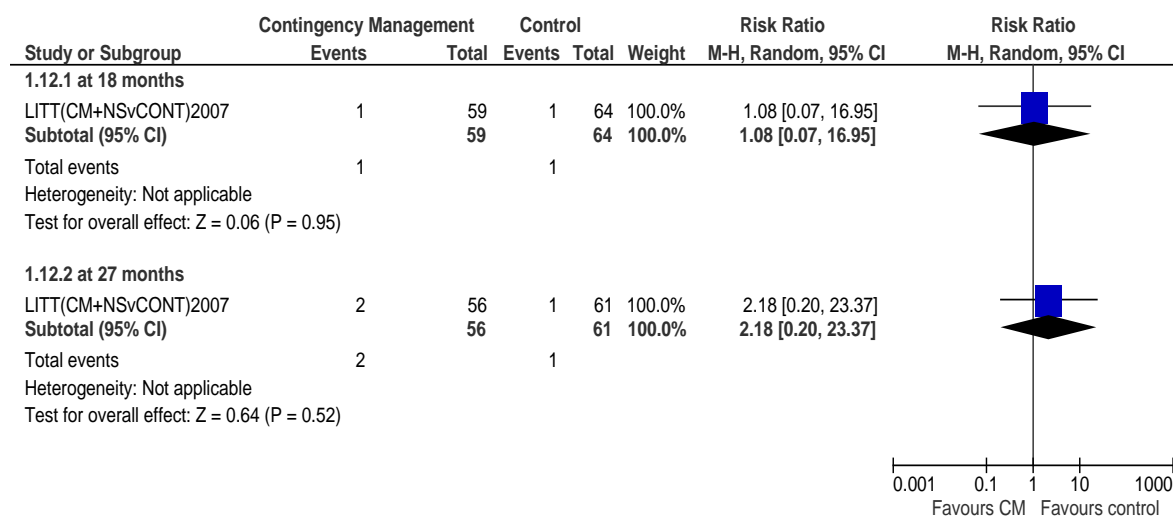 Contingency Management Control Risk Ratio Risk Ratio
Study or Subgroup Events Total Events Total Weight M-H, Random, 95% CI M-H, Random, 95% CI
1.12.1 at 18 months
LITT(CM+NSvCONT)2007 1 59 1 64 100.0% 1.08 [0.07, 16.95]
Subtotal (95% CI) 59 64 100.0% 1.08 [0.07, 16.95]
Total events 1 1
Heterogeneity: Not applicable
Test for overall effect: Z = 0.06 (P = 0.95)
1.12.2 at 27 months
LITT(CM+NSvCONT)2007 2 56 1 61 100.0% 2.18 [0.20, 23.37]
Subtotal (95% CI) 56 61 100.0% 2.18 [0.20, 23.37]
Total events 2 1
Heterogeneity: Not applicable
Test for overall effect: Z = 0.64 (P = 0.52)
0.001 0.1 1 10 1000
Favours CM Favours control